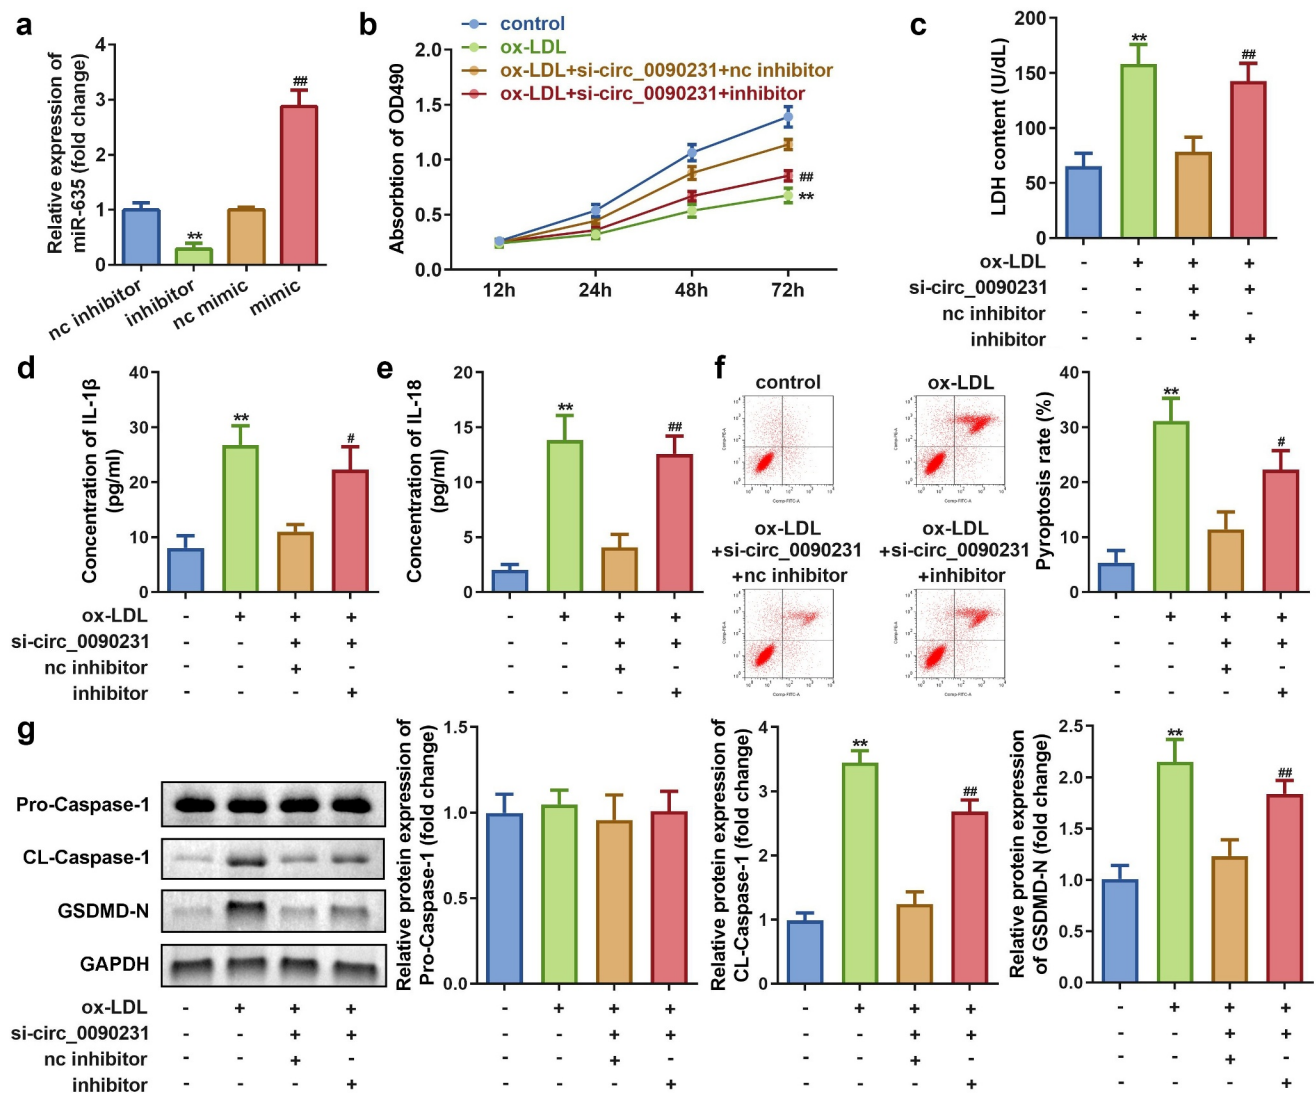 a
Relative expression of
miR-635 (fold change)
4
3
2
1
0
**
##
nc inhibitor
inhibitor
nc mimic
mimic
b
control
ox-LDL
ox-LDL+si-circ_0090231+nc inhibitor
ox-LDL+si-circ_0090231+inhibitor
Absorbtion of OD490
2.0
1.5
1.0
0.5
0.0
##
**
12h 24h 48h 72h
c
LDH content (U/dL)
200
150
100
50
0
**
##
ox-LDL - + + +
si-circ_0090231 - - + +
nc inhibitor - - + -
inhibitor - - - +
d
Concentration of IL-1β
(pg/ml)
40
30
20
10
0
**
#
ox-LDL - + + +
si-circ_0090231 - - + +
nc inhibitor - - + -
inhibitor - - - +
e
Concentration of IL-18
(pg/ml)
20
15
10
5
0
**
##
- + + +
- - + +
- - + -
- - - +
f
control
ox-LDL
ox-LDL
+si-circ_0090231
+nc inhibitor
ox-LDL
+si-circ_0090231
+inhibitor
Comp-FITC-A
Comp-FITC-A
Comp-FITC-A
Comp-FITC-A
Pyroptosis rate (%)
40
30
20
10
0
**
#
- + + +
- - + +
- - + -
- - - +
g
Pro-Caspase-1
CL-Caspase-1
GSDMD-N
GAPDH
ox-LDL - + + +
si-circ_0090231 - - + +
nc inhibitor - - + -
inhibitor - - - +
Relative protein expression of
Pro-Caspase-1 (fold change)
1.5
1.0
0.5
0.0
- + + +
- - + +
- - + -
- - - +
Relative protein expression of
CL-Caspase-1 (fold change)
4
3
2
1
0
**
##
- + + +
- - + +
- - + -
- - - +
Relative protein expression
of GSDMD-N (fold change)
2.5
2.0
1.5
1.0
0.5
0.0
**
##
- + + +
- - + +
- - + -
- - - +